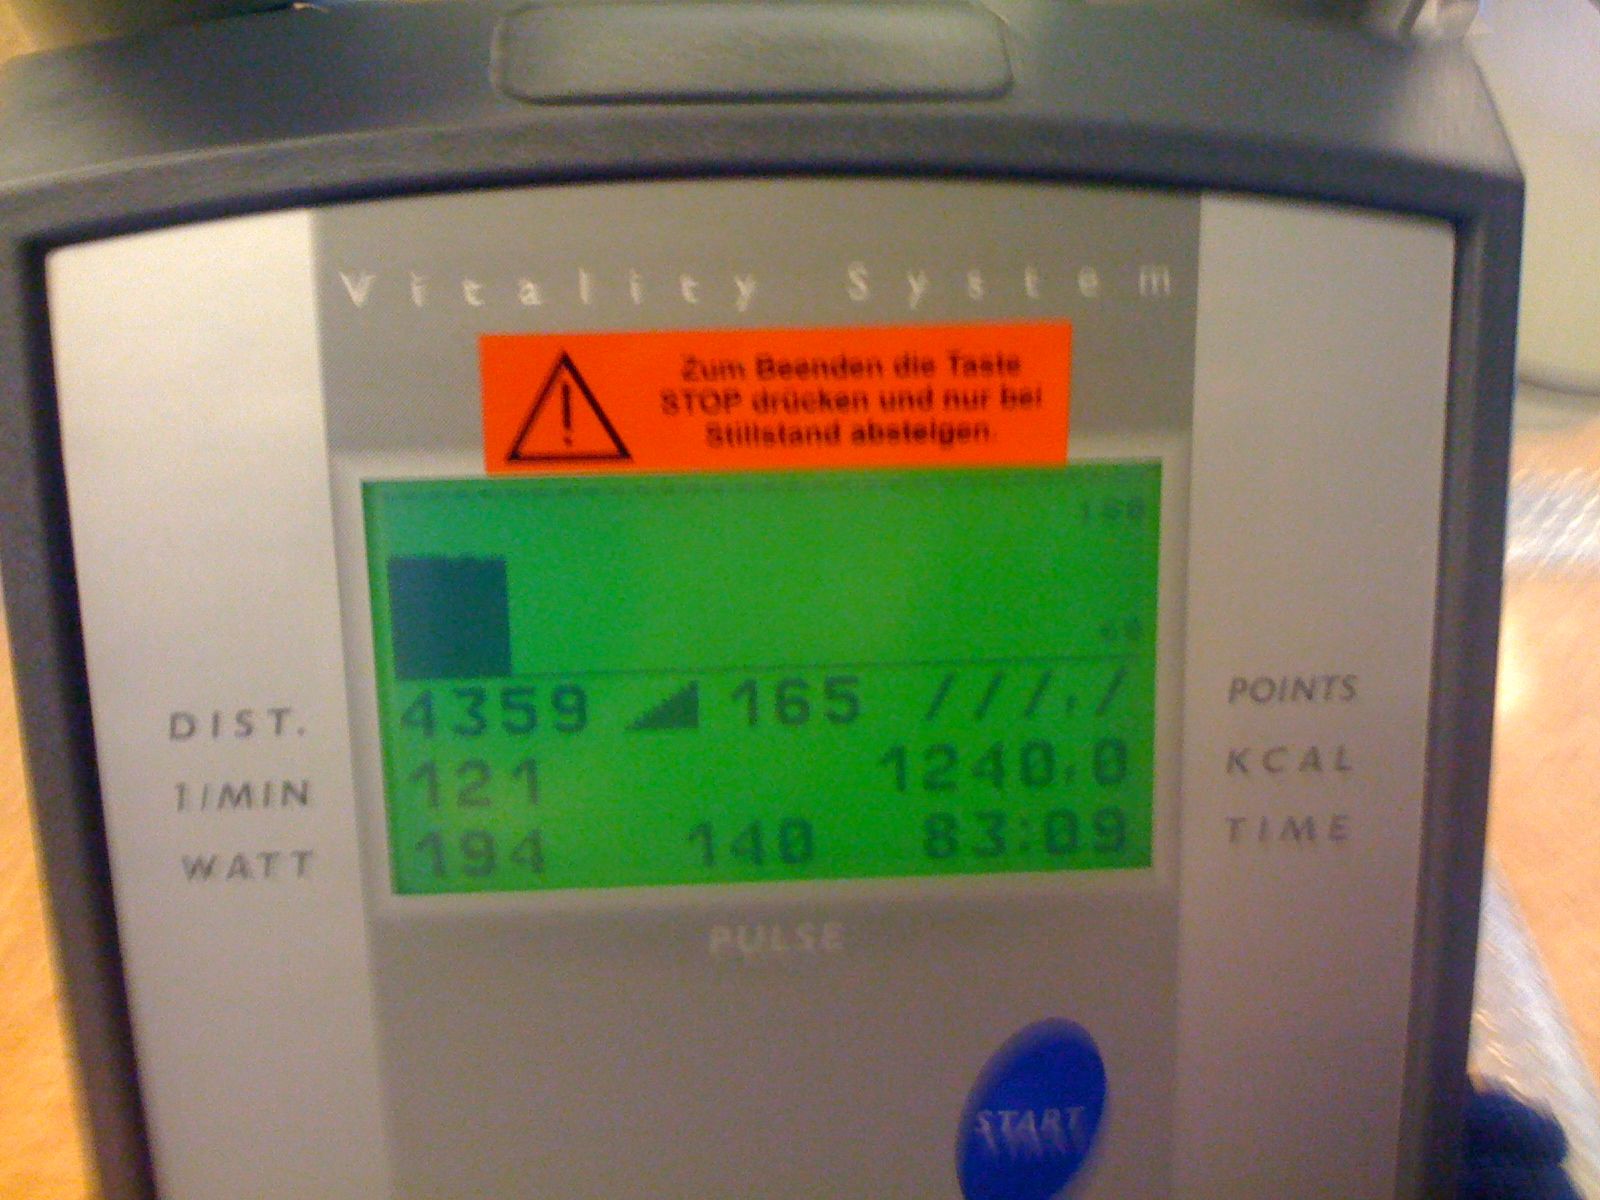 Vitality System
Zum Beenden die Taste
STOP drücken und nur bei
Stillstand absteigen.
DIST. 4359 165 ///./ POINTS
1/MIN 121 1240.0 KCAL
WATT 194 140 83:09 TIME
PULSE
START